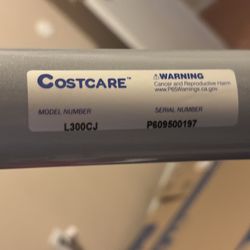 COSTCARE™
⚠WARNING
Cancer and Reproductive Harm
www.P65Warnings.ca.gov
MODEL NUMBER
SERIAL NUMBER
L300CJ
P609500197